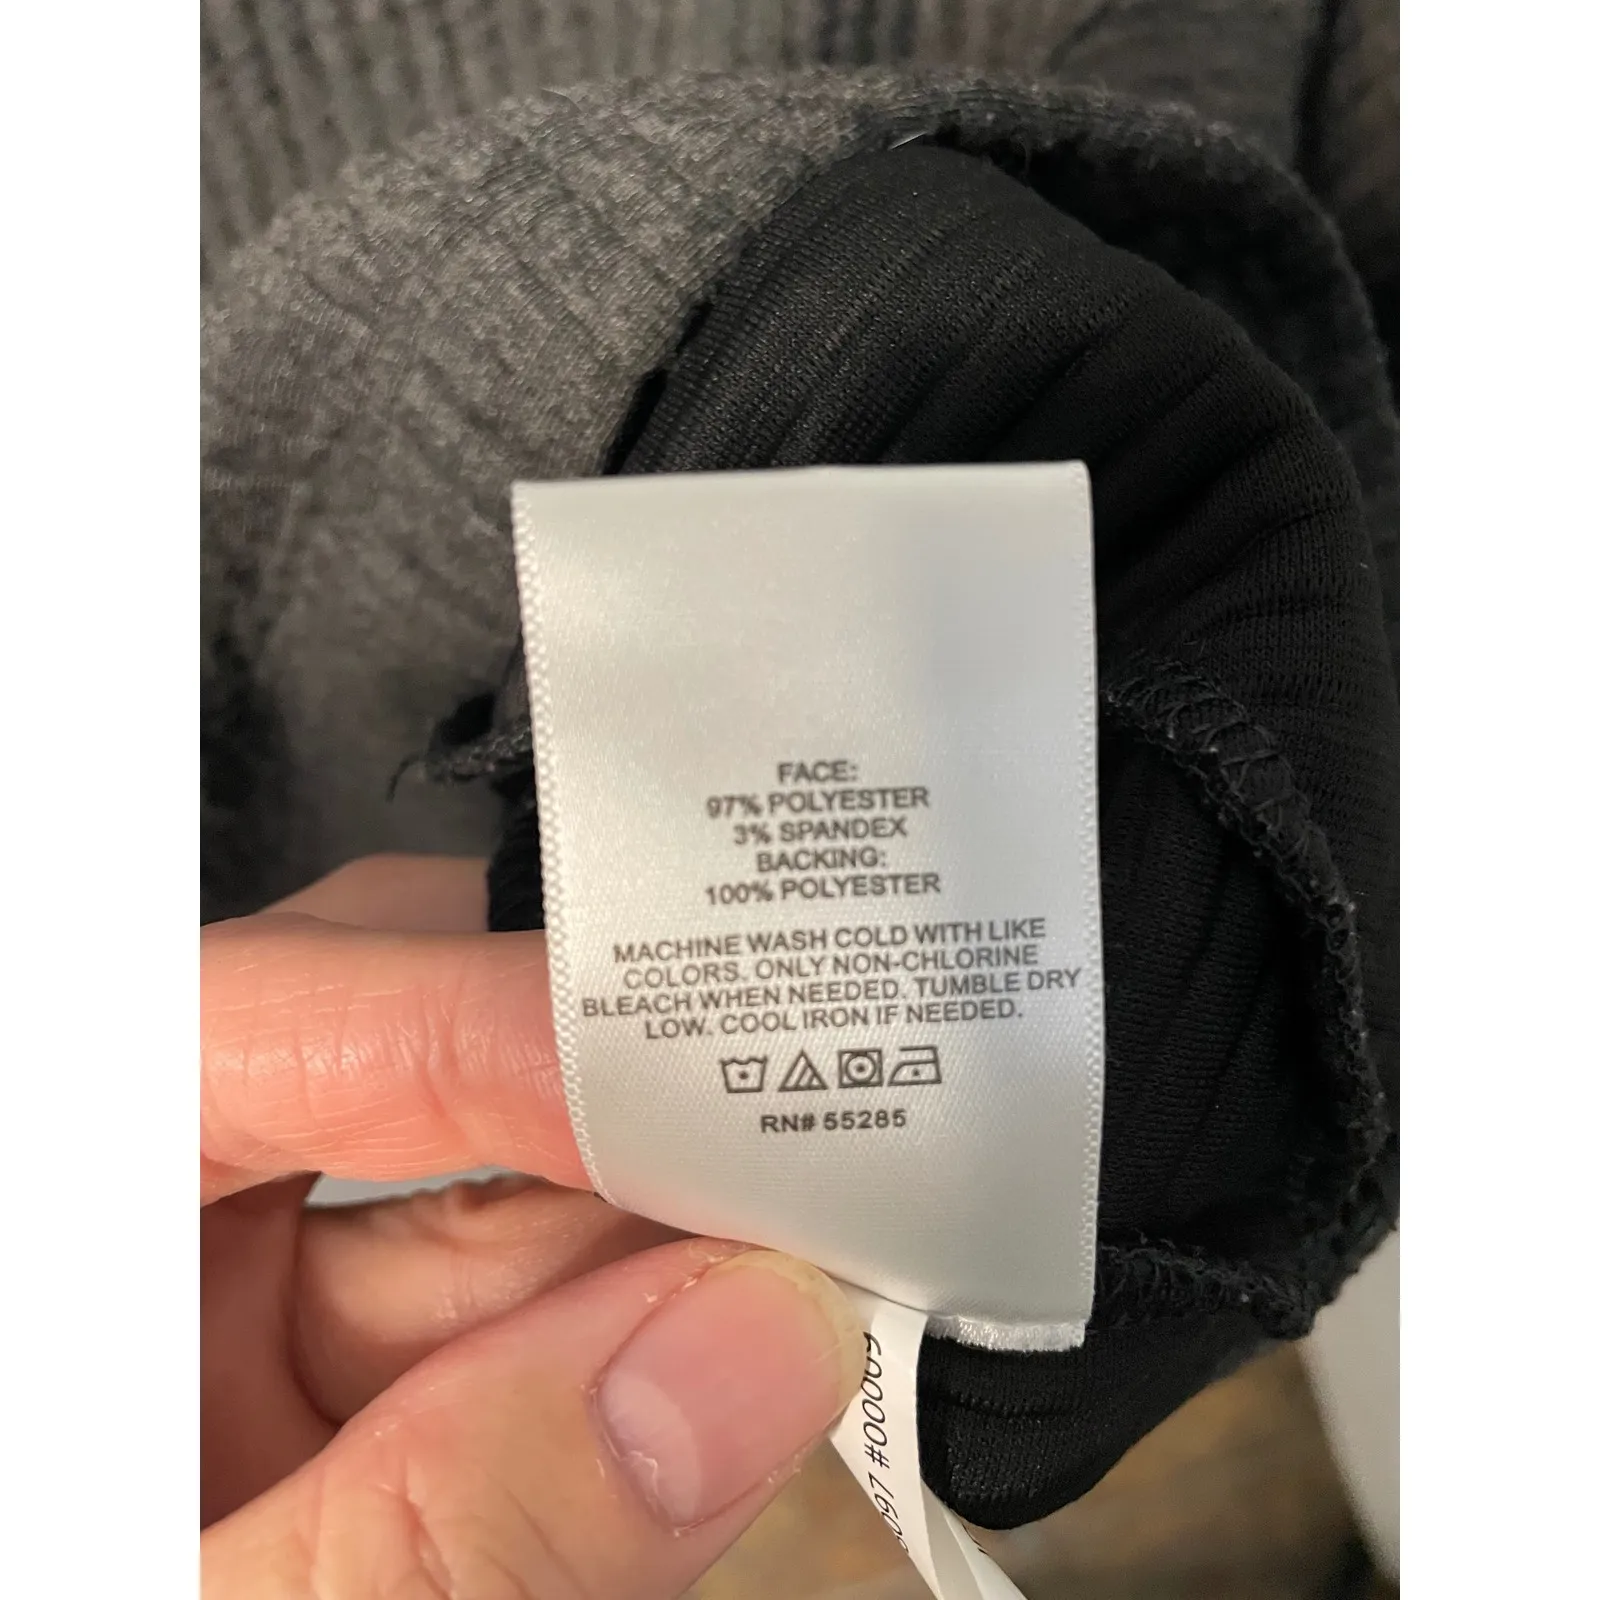 FACE:
97% POLYESTER
3% SPANDEX
BACKING:
100% POLYESTER
MACHINE WASH COLD WITH LIKE
COLORS. ONLY NON-CHLORINE
BLEACH WHEN NEEDED. TUMBLE DRY
LOW. COOL IRON IF NEEDED.
RN# 55285
#00009